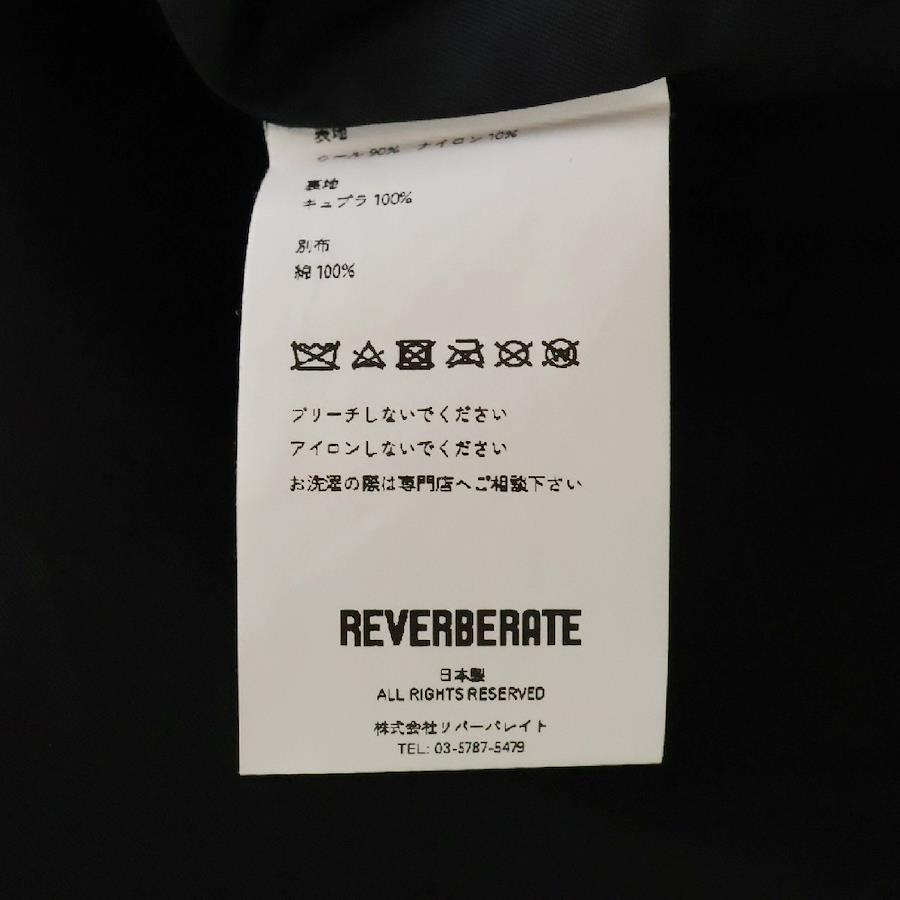 表地
ウール 90%　ナイロン 10%
裏地
キュプラ 100%
別布
綿 100%
ブリーチしないでください
アイロンしないでください
お洗濯の際は専門店へご相談下さい
REVERBERATE
日本製
ALL RIGHTS RESERVED
株式会社リバーバレイト
TEL: 03-5787-5479